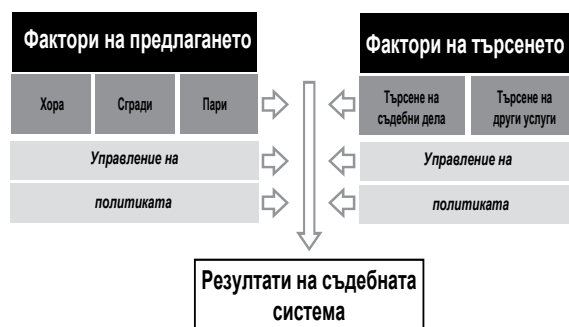 Фактори на предлагането
Хора
Сгради
Пари
Управление на
политиката
Фактори на търсенето
Търсене на
съдебни дела
Търсене на
други услуги
Управление на
политиката
Резултати на съдебната
система